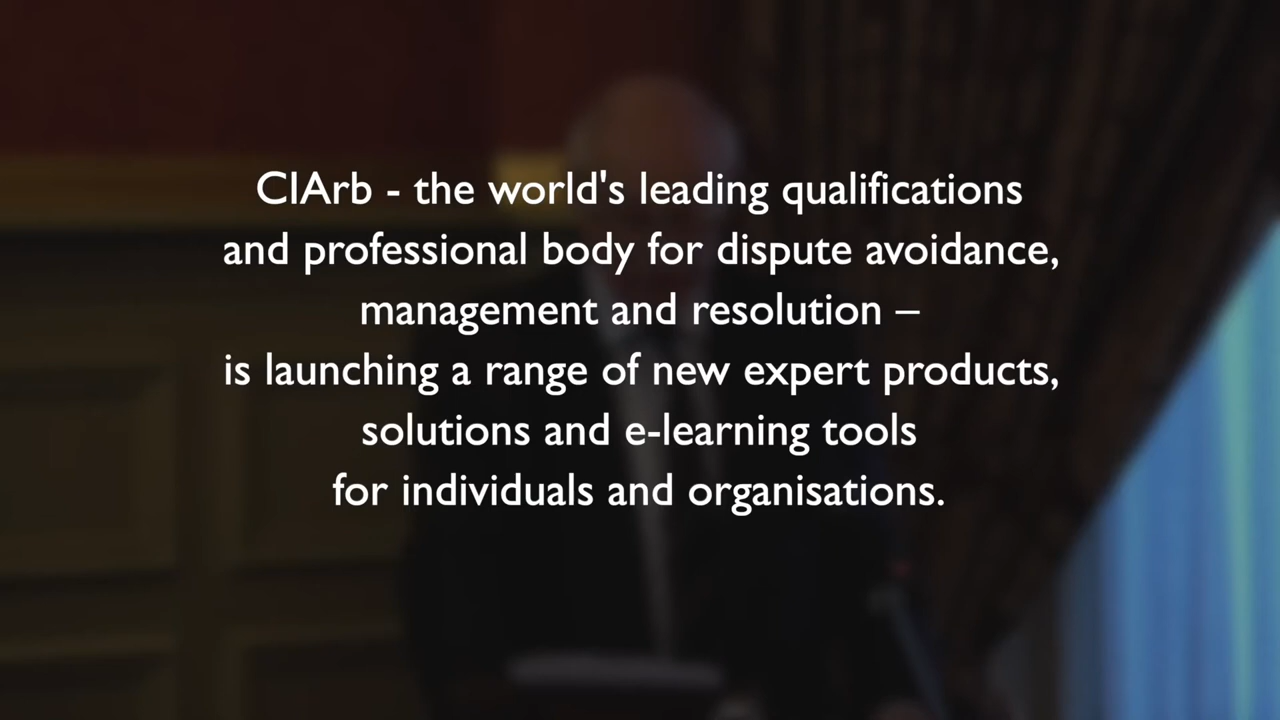 CIArb - the world's leading qualifications
and professional body for dispute avoidance,
management and resolution –
is launching a range of new expert products,
solutions and e-learning tools
for individuals and organisations.